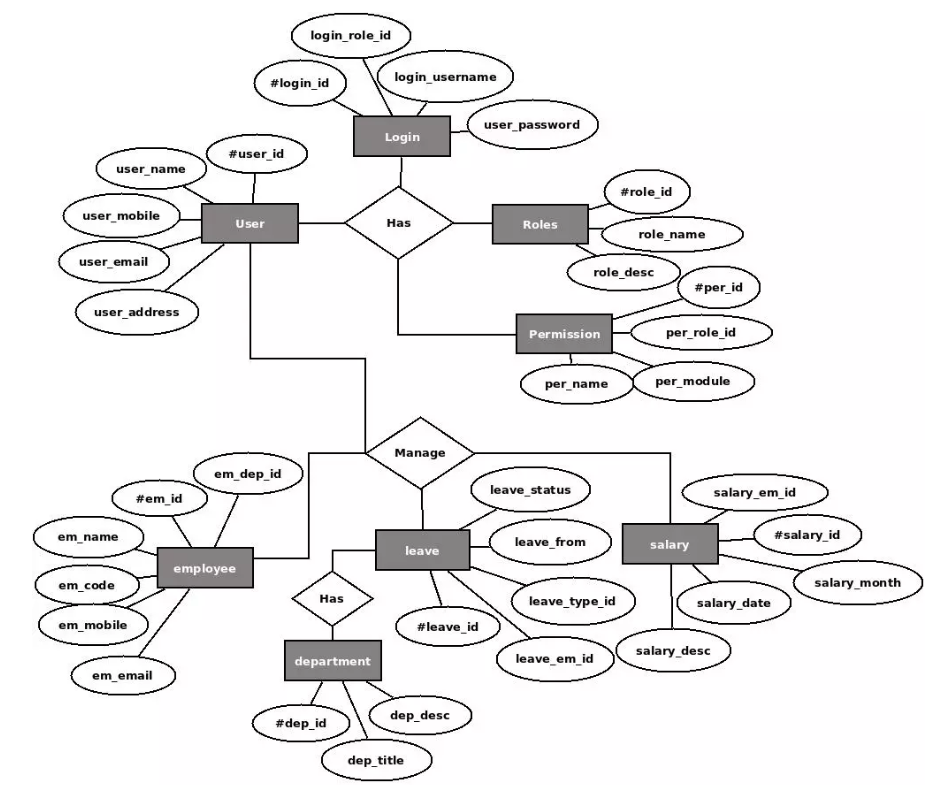 login_role_id
login_username
#login_id
user_password
Login
#user_id
user_name
#role_id
user_mobile
User
Has
Roles
role_name
user_email
role_desc
#per_id
user_address
Permission
per_role_id
per_name
per_module
Manage
em_dep_id
leave_status
salary_em_id
#em_id
em_name
leave_from
#salary_id
leave
salary
employee
em_code
salary_month
Has
leave_type_id
salary_date
em_mobile
#leave_id
salary_desc
department
leave_em_id
em_email
dep_desc
#dep_id
dep_title